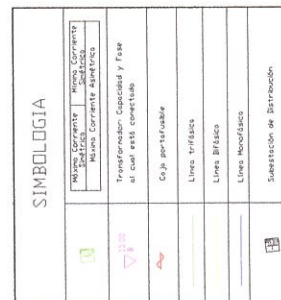 SIMBOLOGIA
Máxima Corriente Simétrica
Mínima Corriente Simétrica
Máxima Corriente Asimétrica
Transformador: Capacidad y Fase
al cual está conectado
Caja portafusible
Línea trifásica
Línea Bifásica
Línea Monofásica
Subestación de Distribución